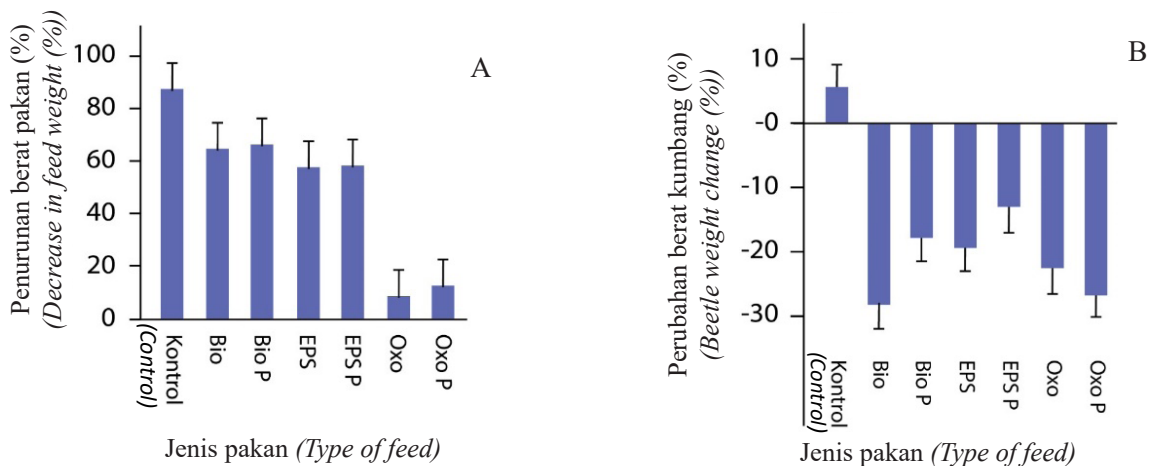 Penurunan berat pakan (%)
(Decrease in feed weight (%))
100
80
60
40
20
0
A
Kontrol
(Control)
Bio
Bio P
EPS
EPS P
Oxo
Oxo P
Jenis pakan (Type of feed)
Perubahan berat kumbang (%)
(Beetle weight change (%))
10
-0
-10
-20
-30
B
Kontrol
(Control)
Bio
Bio P
EPS
EPS P
Oxo
Oxo P
Jenis pakan (Type of feed)